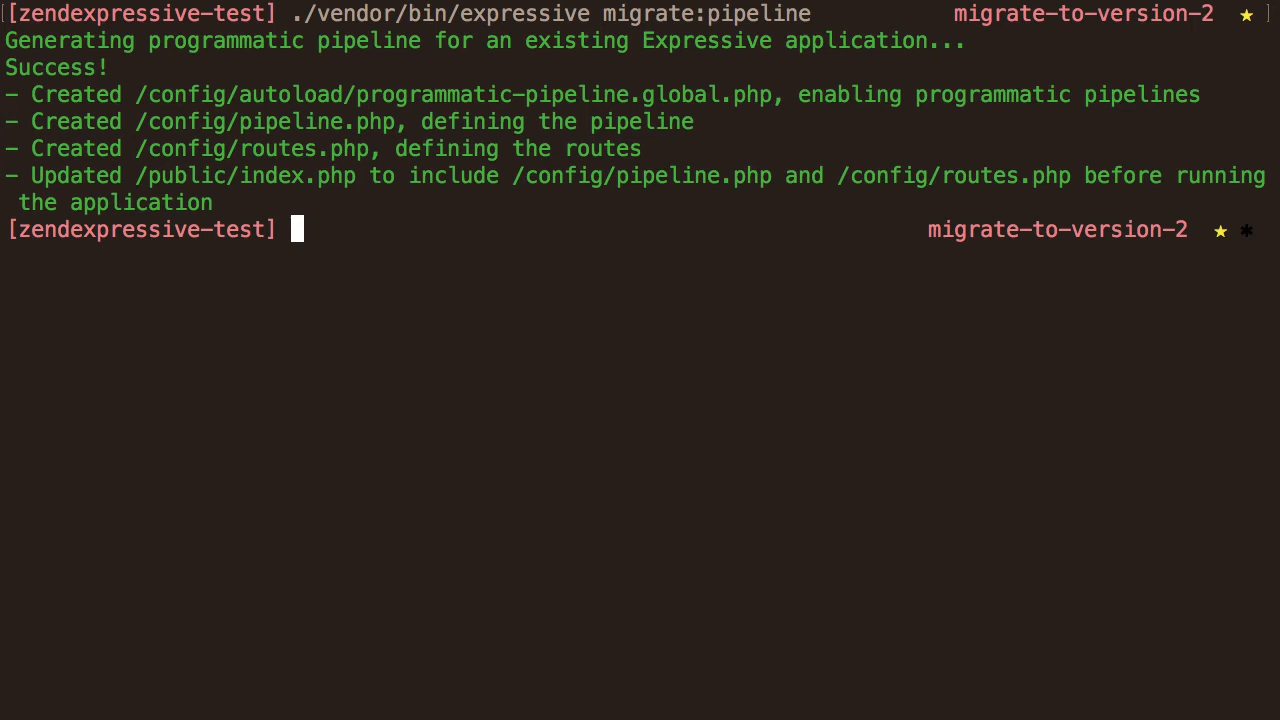 [zendexpressive-test] ./vendor/bin/expressive migrate:pipeline migrate-to-version-2 ★
Generating programmatic pipeline for an existing Expressive application...
Success!
- Created /config/autoload/programmatic-pipeline.global.php, enabling programmatic pipelines
- Created /config/pipeline.php, defining the pipeline
- Created /config/routes.php, defining the routes
- Updated /public/index.php to include /config/pipeline.php and /config/routes.php before running
the application
[zendexpressive-test] migrate-to-version-2 ★ ✱